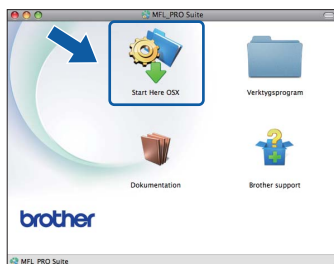 MFL_PRO Suite
Start Here OSX
Verktygsprogram
Dokumentation
Brother support
brother
MFL_PRO Suite